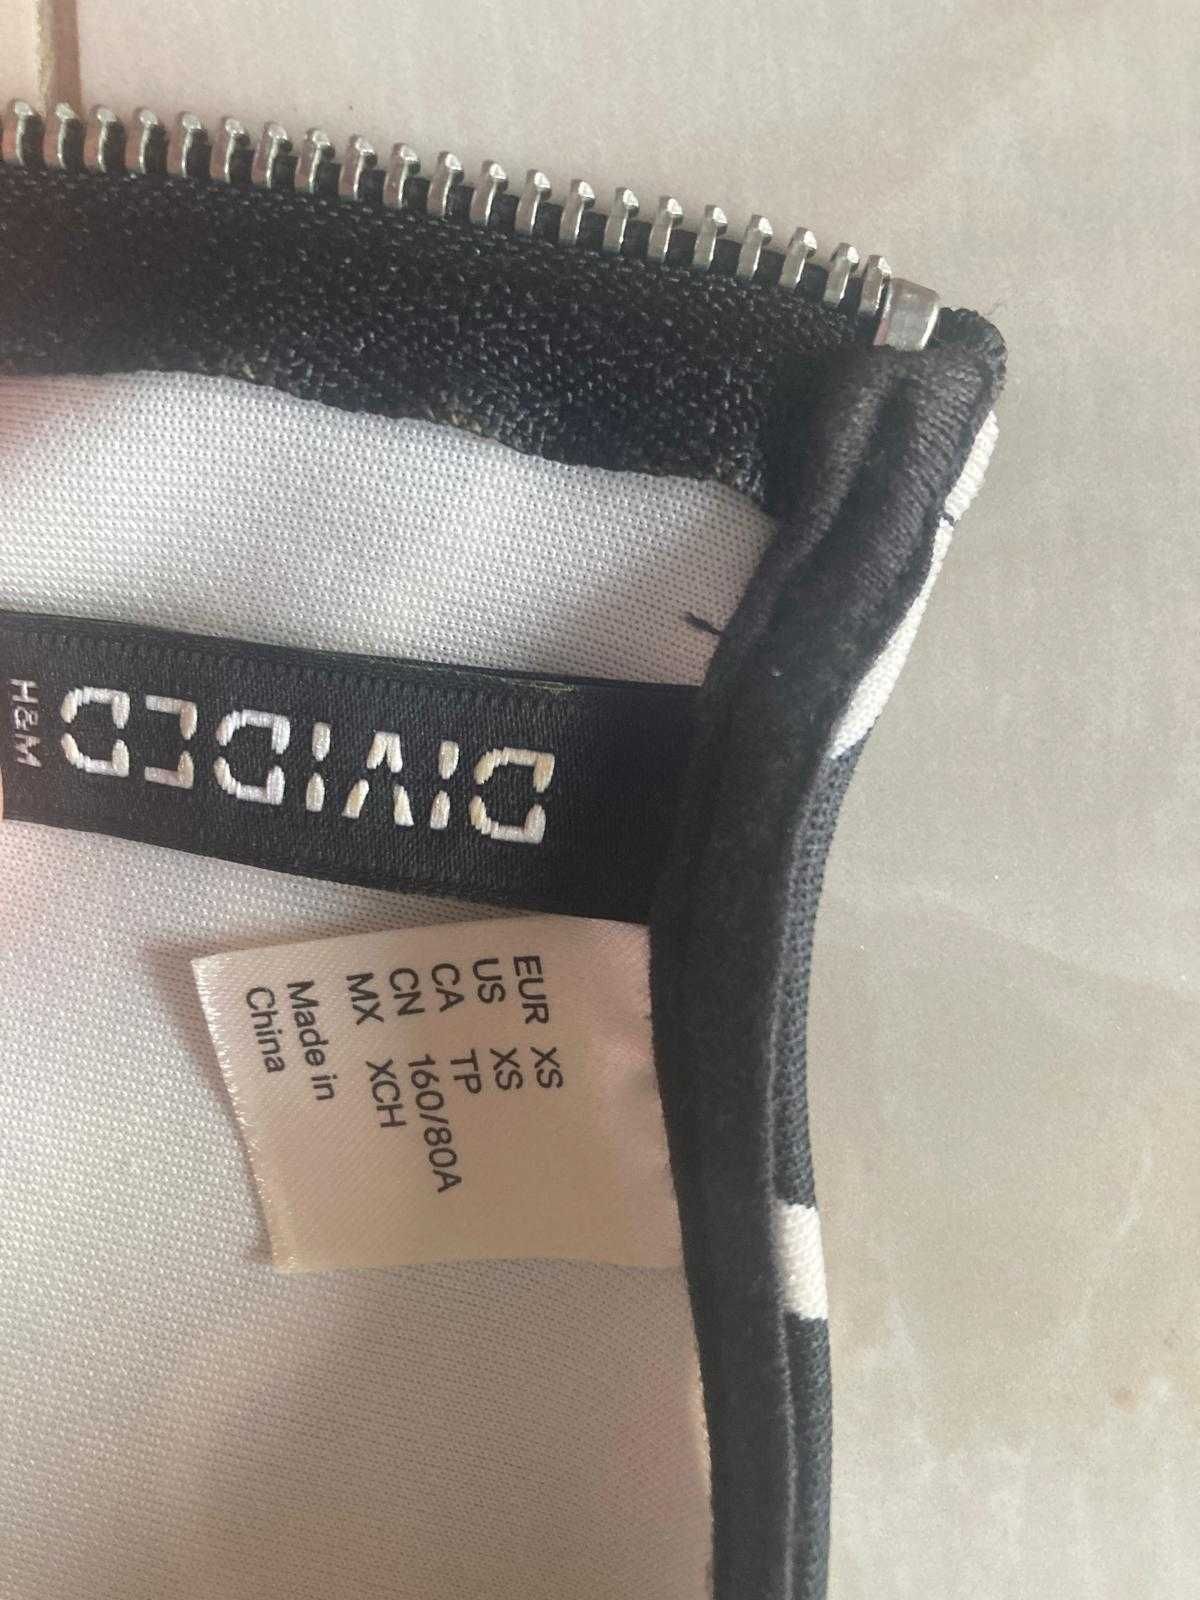 DIVIDED
H&M
EUR XS
US XS
CA TP
CN 160/80A
MX XCH
Made in
China